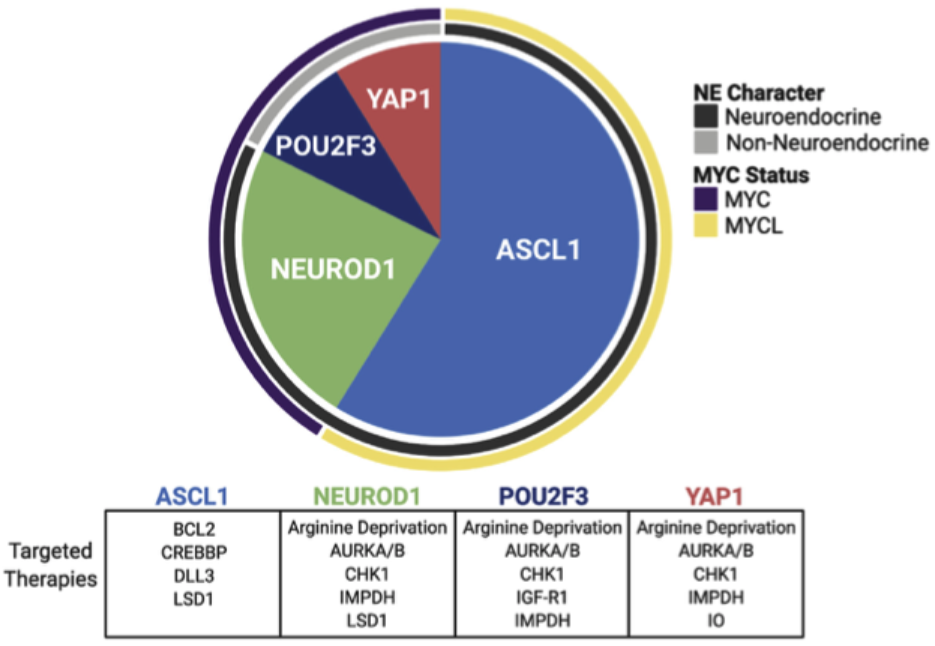 YAP1
POU2F3
ASCL1
NEUROD1
NE Character
Neuroendocrine
Non-Neuroendocrine
MYC Status
MYC
MYCL
ASCL1 NEUROD1 POU2F3 YAP1
Targeted Therapies
BCL2 Arginine Deprivation Arginine Deprivation Arginine Deprivation
CREBBP AURKA/B AURKA/B AURKA/B
DLL3 CHK1 CHK1 CHK1
LSD1 IMPDH IGF-R1 IMPDH
LSD1 IMPDH IO